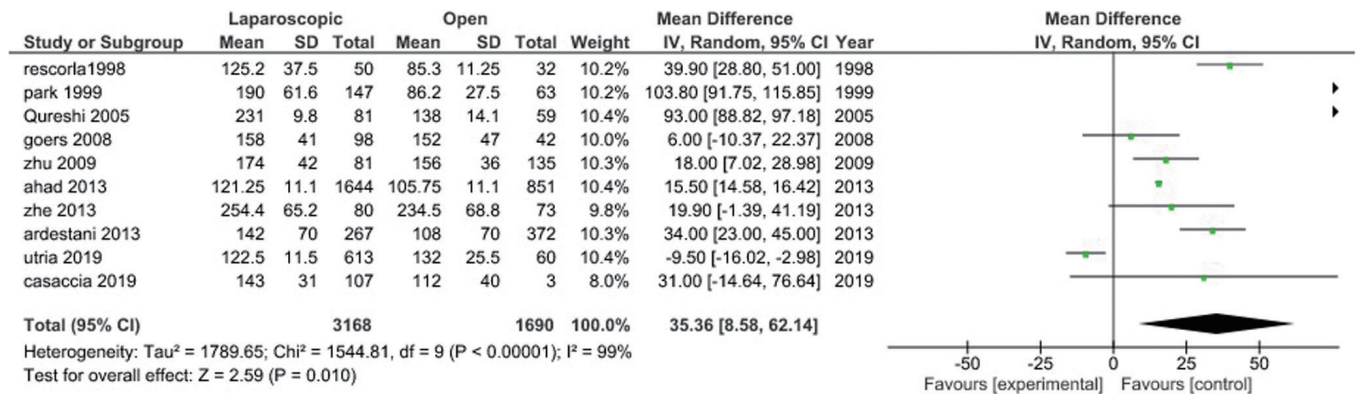 Laparoscopic Open Mean Difference Mean Difference
Study or Subgroup Mean SD Total Mean SD Total Weight IV, Random, 95% CI Year IV, Random, 95% CI
rescorla1998 125.2 37.5 50 85.3 11.25 32 10.2% 39.90 [28.80, 51.00] 1998
park 1999 190 61.6 147 86.2 27.5 63 10.2% 103.80 [91.75, 115.85] 1999
Qureshi 2005 231 9.8 81 138 14.1 59 10.4% 93.00 [88.82, 97.18] 2005
goers 2008 158 41 98 152 47 42 10.0% 6.00 [-10.37, 22.37] 2008
zhu 2009 174 42 81 156 36 135 10.3% 18.00 [7.02, 28.98] 2009
ahad 2013 121.25 11.1 1644 105.75 11.1 851 10.4% 15.50 [14.58, 16.42] 2013
zhe 2013 254.4 65.2 80 234.5 68.8 73 9.8% 19.90 [-1.39, 41.19] 2013
ardestani 2013 142 70 267 108 70 372 10.3% 34.00 [23.00, 45.00] 2013
utria 2019 122.5 11.5 613 132 25.5 60 10.4% -9.50 [-16.02, -2.98] 2019
casaccia 2019 143 31 107 112 40 3 8.0% 31.00 [-14.64, 76.64] 2019
Total (95% CI) 3168 1690 100.0% 35.36 [8.58, 62.14]
Heterogeneity: Tau² = 1789.65; Chi² = 1544.81, df = 9 (P < 0.00001); I² = 99%
Test for overall effect: Z = 2.59 (P = 0.010)
-50 -25 0 25 50
Favours [experimental] Favours [control]